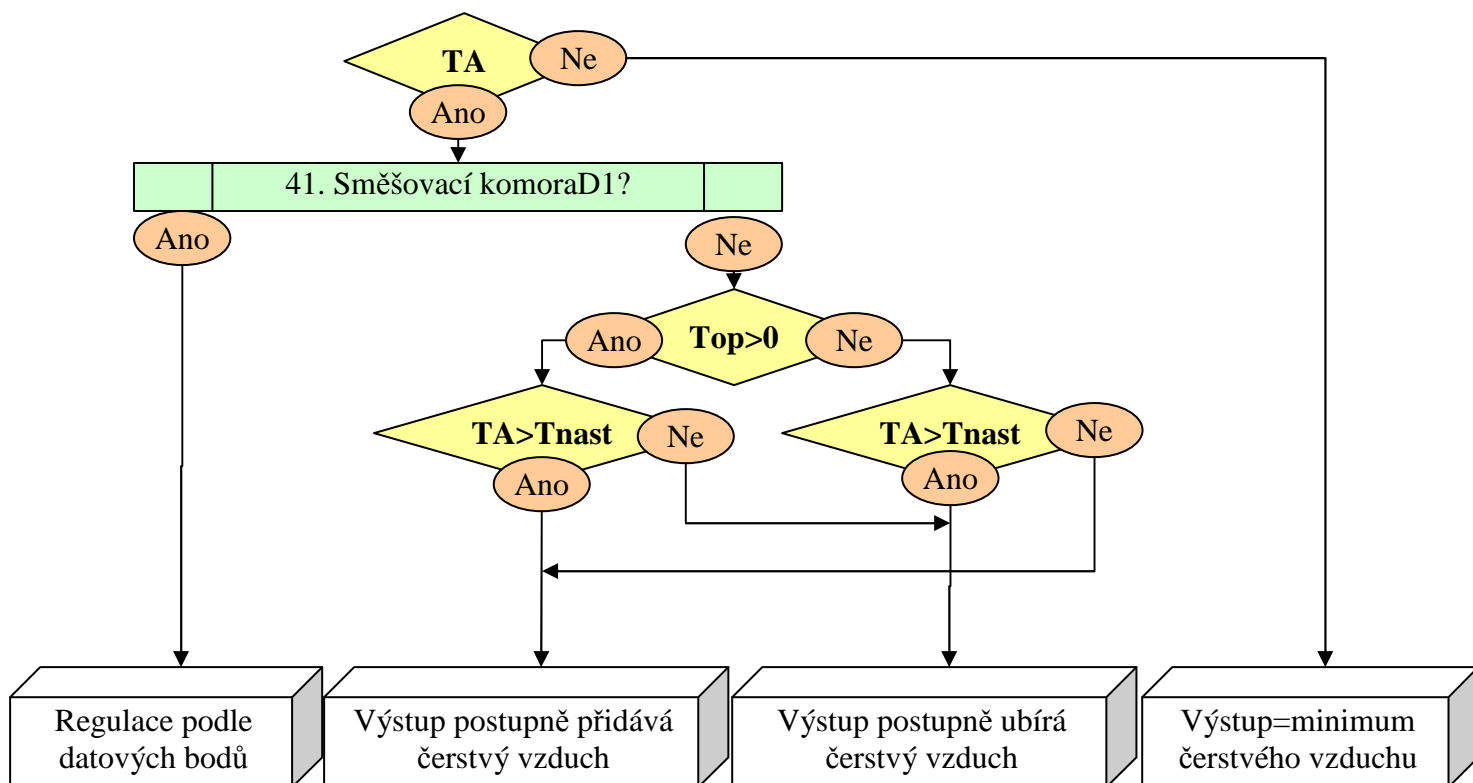 TA
Ne
Ano
41. Směšovací komoraD1?
Ano
Ne
Ano
Top>0
Ne
TA>Tnast
Ne
Ano
TA>Tnast
Ne
Ano
Regulace podle
datových bodů
Výstup postupně přidává
čerstvý vzduch
Výstup postupně ubírá
čerstvý vzduch
Výstup=minimum
čerstvého vzduchu